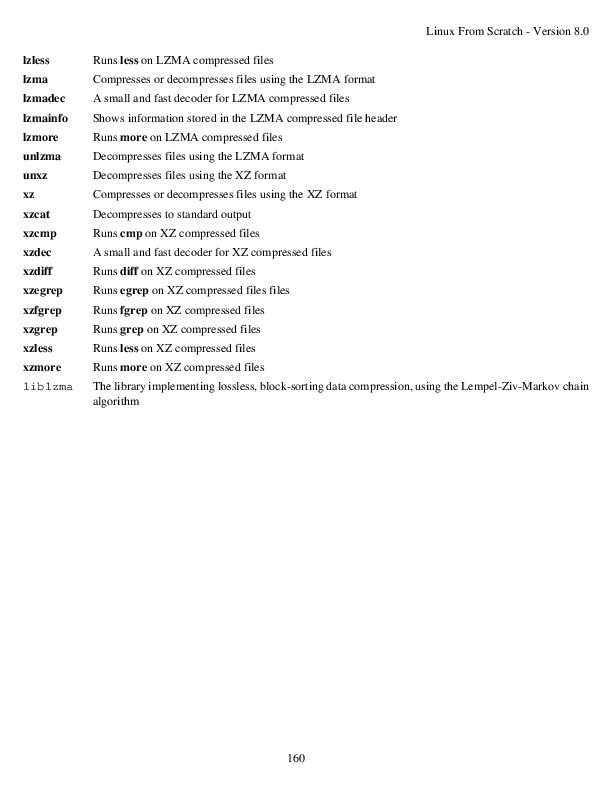 Linux From Scratch - Version 8.0
lzless Runs less on LZMA compressed files
lzma Compresses or decompresses files using the LZMA format
lzmadec A small and fast decoder for LZMA compressed files
lzmainfo Shows information stored in the LZMA compressed file header
lzmore Runs more on LZMA compressed files
unlzma Decompresses files using the LZMA format
unxz Decompresses files using the XZ format
xz Compresses or decompresses files using the XZ format
xzcat Decompresses to standard output
xzcmp Runs cmp on XZ compressed files
xzdec A small and fast decoder for XZ compressed files
xzdiff Runs diff on XZ compressed files
xzegrep Runs egrep on XZ compressed files files
xzfgrep Runs fgrep on XZ compressed files
xzgrep Runs grep on XZ compressed files
xzless Runs less on XZ compressed files
xzmore Runs more on XZ compressed files
liblzma The library implementing lossless, block-sorting data compression, using the Lempel-Ziv-Markov chain
algorithm
160